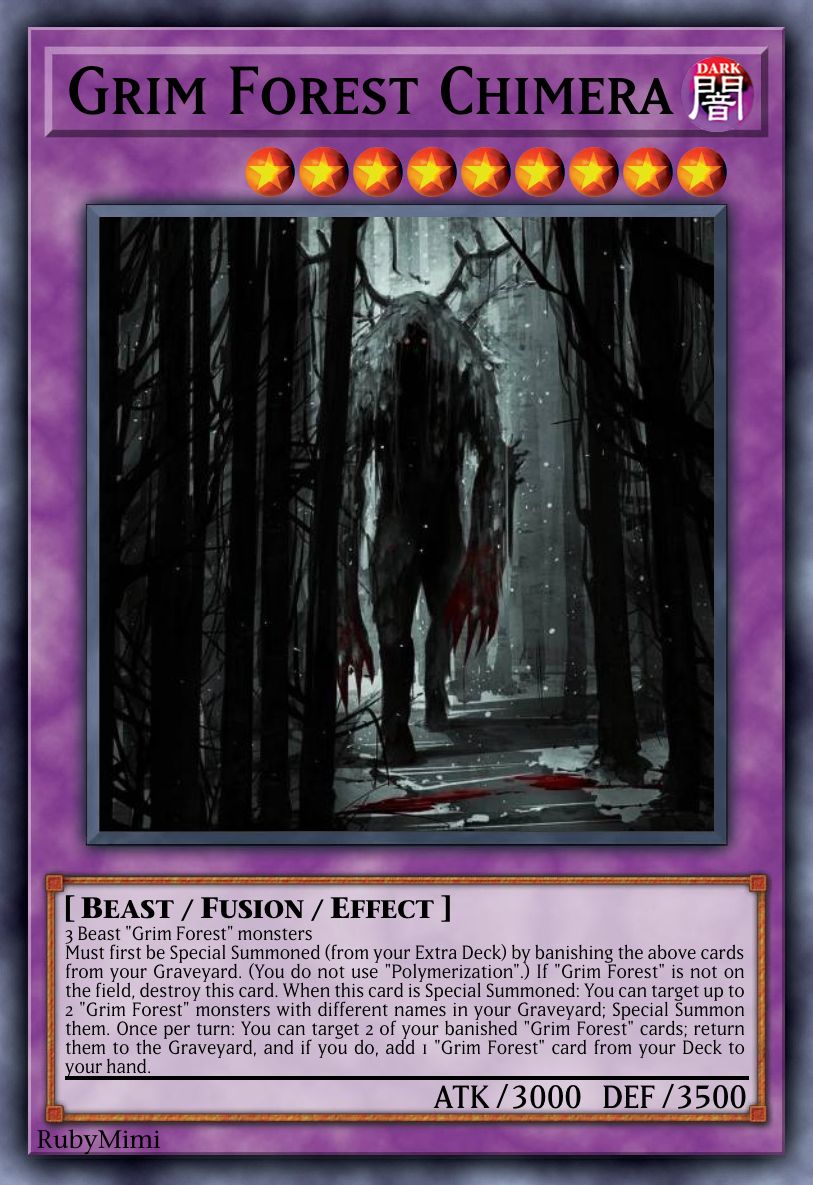 Grim Forest Chimera
DARK
闇
[ Beast / Fusion / Effect ]
3 Beast "Grim Forest" monsters
Must first be Special Summoned (from your Extra Deck) by banishing the above cards
from your Graveyard. (You do not use "Polymerization".) If "Grim Forest" is not on
the field, destroy this card. When this card is Special Summoned: You can target up to
2 "Grim Forest" monsters with different names in your Graveyard; Special Summon
them. Once per turn: You can target 2 of your banished "Grim Forest" cards; return
them to the Graveyard, and if you do, add 1 "Grim Forest" card from your Deck to
your hand.
ATK/3000 DEF/3500
RubyMimi